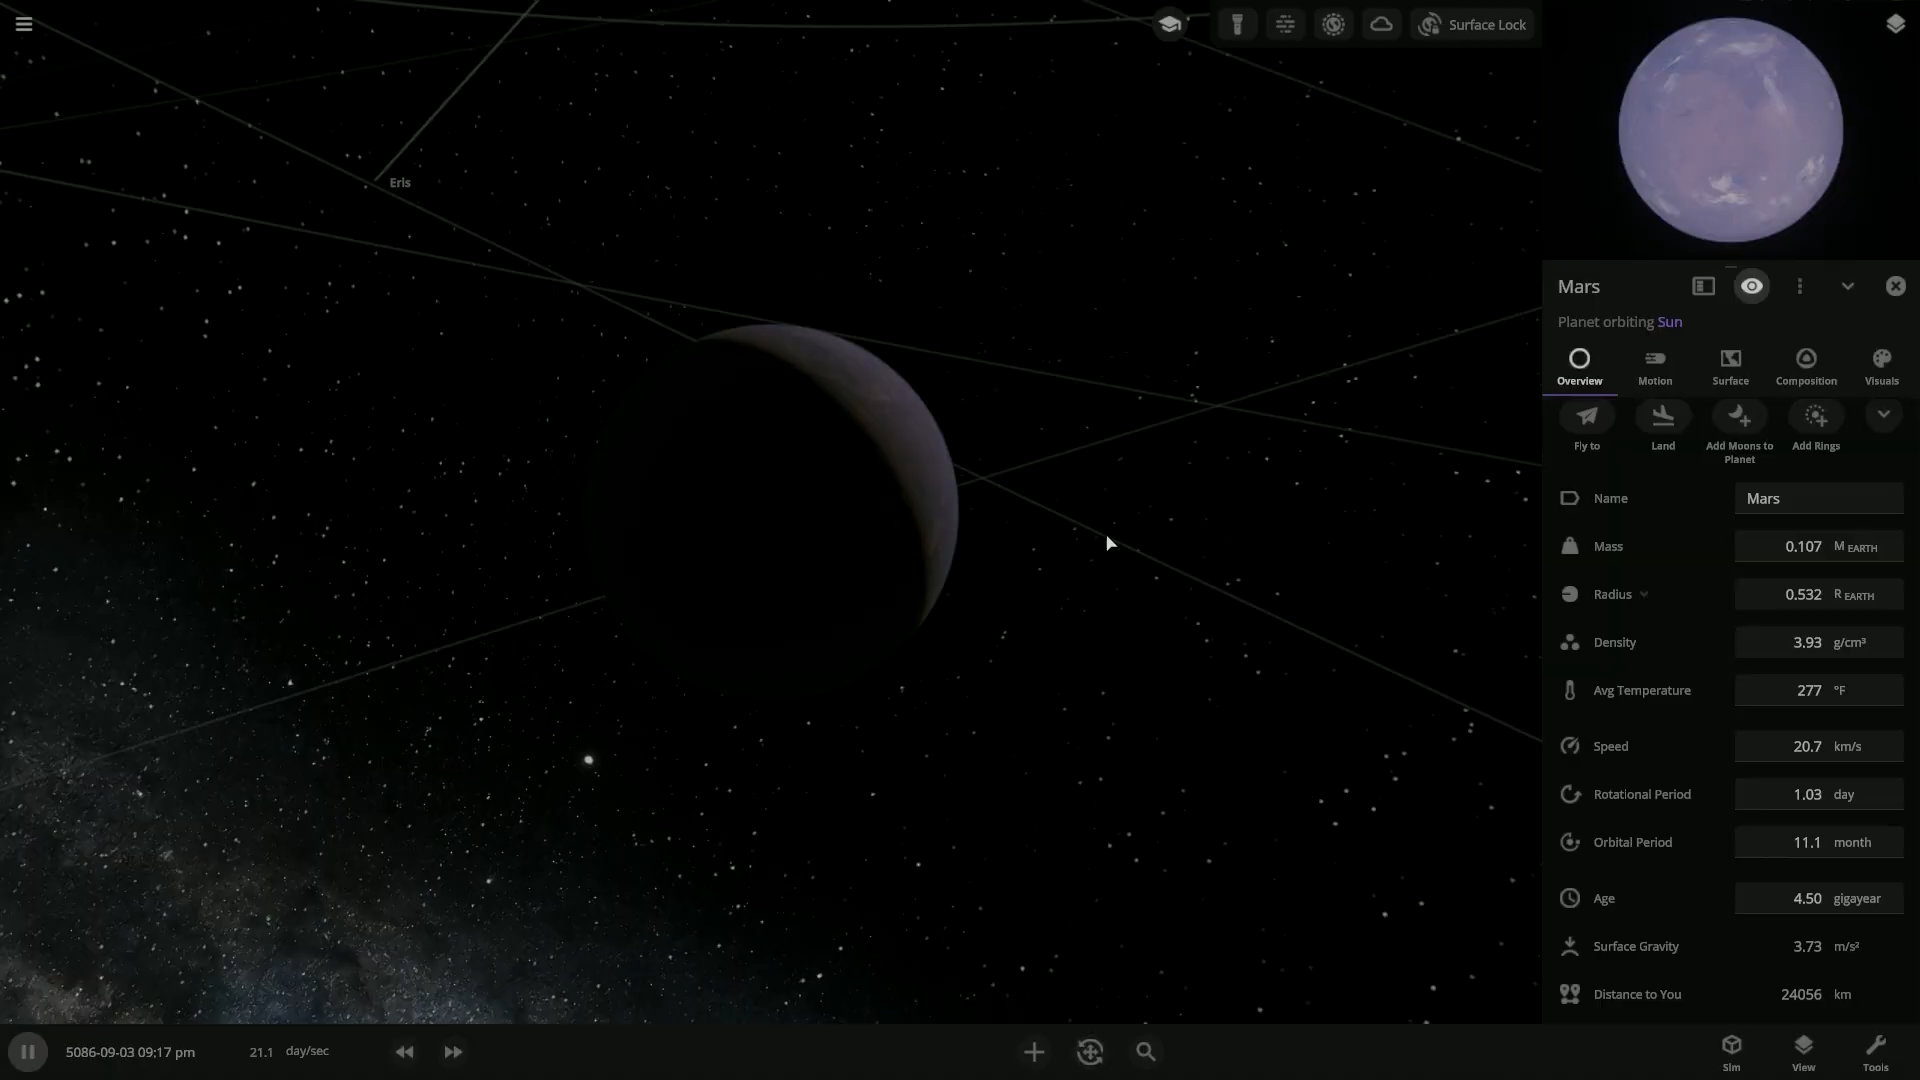 Surface Lock
Eris
Mars
Planet orbiting Sun
Overview Motion Surface Composition Visuals
Fly to Land Add Moons to Planet Add Rings
Name Mars
Mass 0.107 M EARTH
Radius 0.532 R EARTH
Density 3.93 g/cm³
Avg Temperature 277 °F
Speed 20.7 km/s
Rotational Period 1.03 day
Orbital Period 11.1 month
Age 4.50 gigayear
Surface Gravity 3.73 m/s²
Distance to You 24056 km
5086-09-03 09:17 pm 21.1 day/sec
Sim View Tools